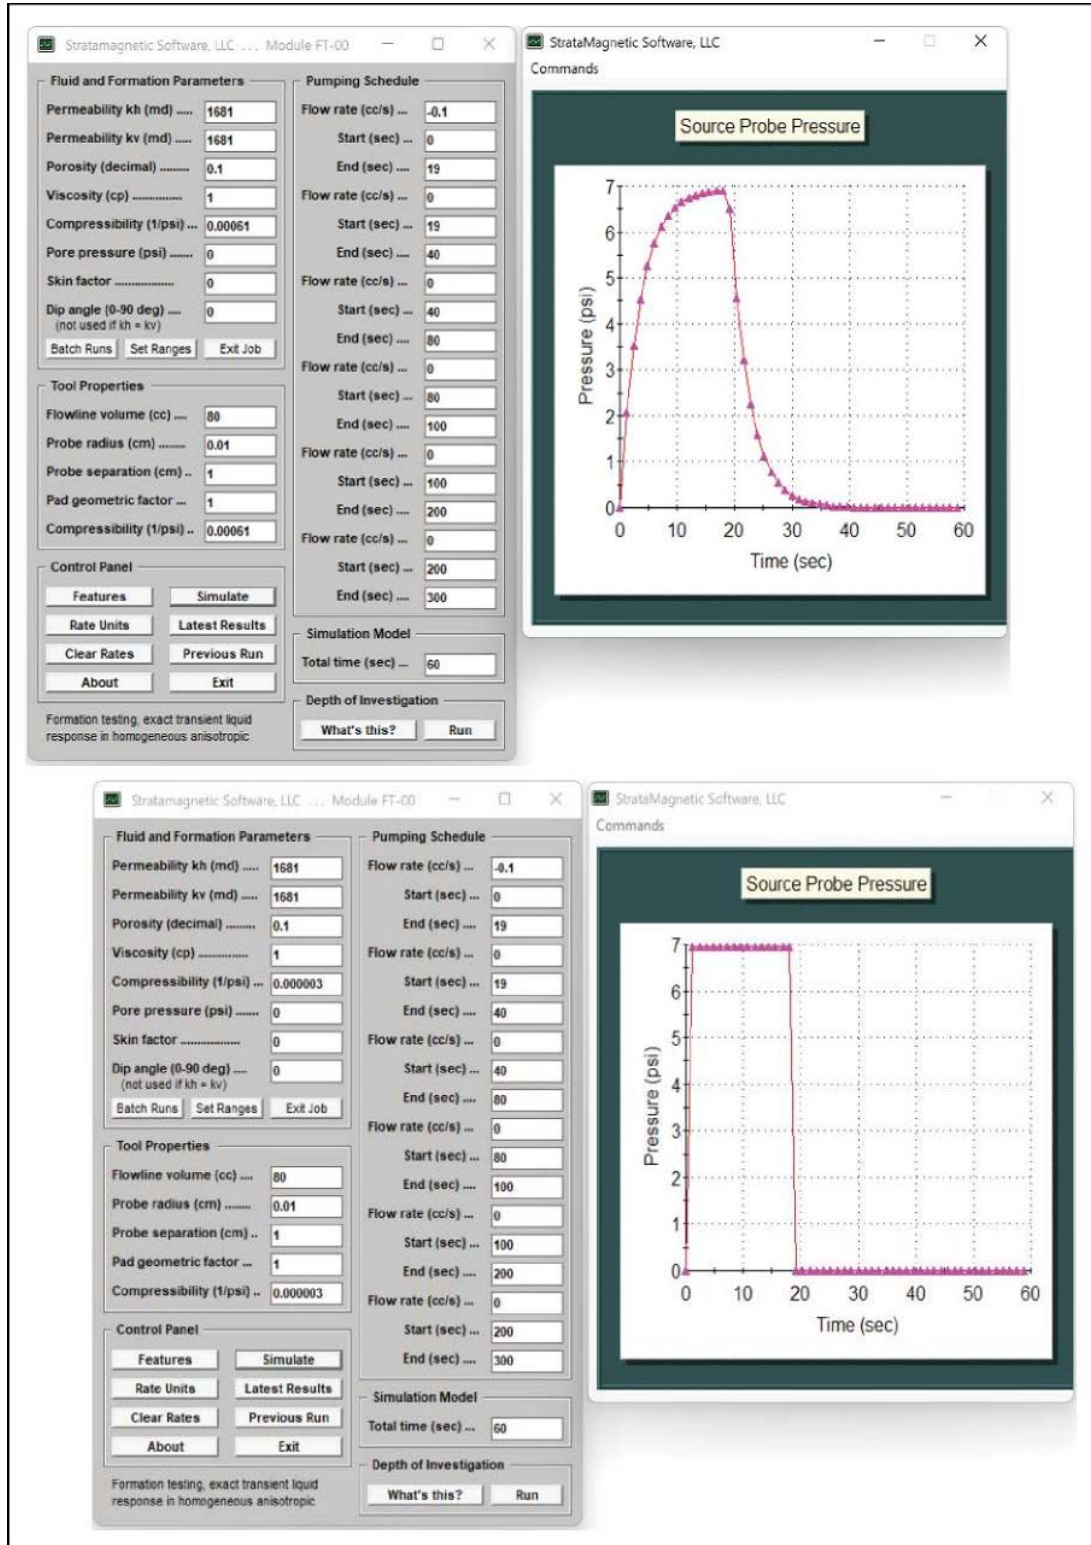 Stratamagnetic Software, LLC ... Module FT-00
Fluid and Formation Parameters
Permeability kh (md) ..... 1681
Permeability kv (md) ..... 1681
Porosity (decimal) ......... 0.1
Viscosity (cp) ............... 1
Compressibility (1/psi) ... 0.00061
Pore pressure (psi) ....... 0
Skin factor .................. 0
Dip angle (0-90 deg) .... 0
(not used if kh = kv)
Batch Runs Set Ranges Exit Job
Tool Properties
Flowline volume (cc) .... 80
Probe radius (cm) ........ 0.01
Probe separation (cm) .. 1
Pad geometric factor ... 1
Compressibility (1/psi) .. 0.00061
Control Panel
Features Simulate
Rate Units Latest Results
Clear Rates Previous Run
About Exit
Formation testing, exact transient liquid
response in homogeneous anisotropic
Pumping Schedule
Flow rate (cc/s) ... -0.1
Start (sec) ... 0
End (sec) .... 19
Flow rate (cc/s) ... 0
Start (sec) ... 19
End (sec) .... 40
Flow rate (cc/s) ... 0
Start (sec) ... 40
End (sec) .... 80
Flow rate (cc/s) ... 0
Start (sec) ... 80
End (sec) .... 100
Flow rate (cc/s) ... 0
Start (sec) ... 100
End (sec) .... 200
Flow rate (cc/s) ... 0
Start (sec) ... 200
End (sec) .... 300
Simulation Model
Total time (sec) ... 60
Depth of Investigation
What's this? Run
StrataMagnetic Software, LLC
Commands
Source Probe Pressure
7
6
5
4
3
2
1
0
Pressure (psi)
0 10 20 30 40 50 60
Time (sec)
Stratamagnetic Software, LLC ... Module FT-00
Fluid and Formation Parameters
Permeability kh (md) ..... 1681
Permeability kv (md) ..... 1681
Porosity (decimal) ......... 0.1
Viscosity (cp) ............... 1
Compressibility (1/psi) ... 0.000003
Pore pressure (psi) ....... 0
Skin factor .................. 0
Dip angle (0-90 deg) .... 0
(not used if kh = kv)
Batch Runs Set Ranges Exit Job
Tool Properties
Flowline volume (cc) .... 80
Probe radius (cm) ........ 0.01
Probe separation (cm) .. 1
Pad geometric factor ... 1
Compressibility (1/psi) .. 0.000003
Control Panel
Features Simulate
Rate Units Latest Results
Clear Rates Previous Run
About Exit
Formation testing, exact transient liquid
response in homogeneous anisotropic
Pumping Schedule
Flow rate (cc/s) ... -0.1
Start (sec) ... 0
End (sec) .... 19
Flow rate (cc/s) ... 0
Start (sec) ... 19
End (sec) .... 40
Flow rate (cc/s) ... 0
Start (sec) ... 40
End (sec) .... 80
Flow rate (cc/s) ... 0
Start (sec) ... 80
End (sec) .... 100
Flow rate (cc/s) ... 0
Start (sec) ... 100
End (sec) .... 200
Flow rate (cc/s) ... 0
Start (sec) ... 200
End (sec) .... 300
Simulation Model
Total time (sec) ... 60
Depth of Investigation
What's this? Run
StrataMagnetic Software, LLC
Commands
Source Probe Pressure
7
6
5
4
3
2
1
0
Pressure (psi)
0 10 20 30 40 50 60
Time (sec)